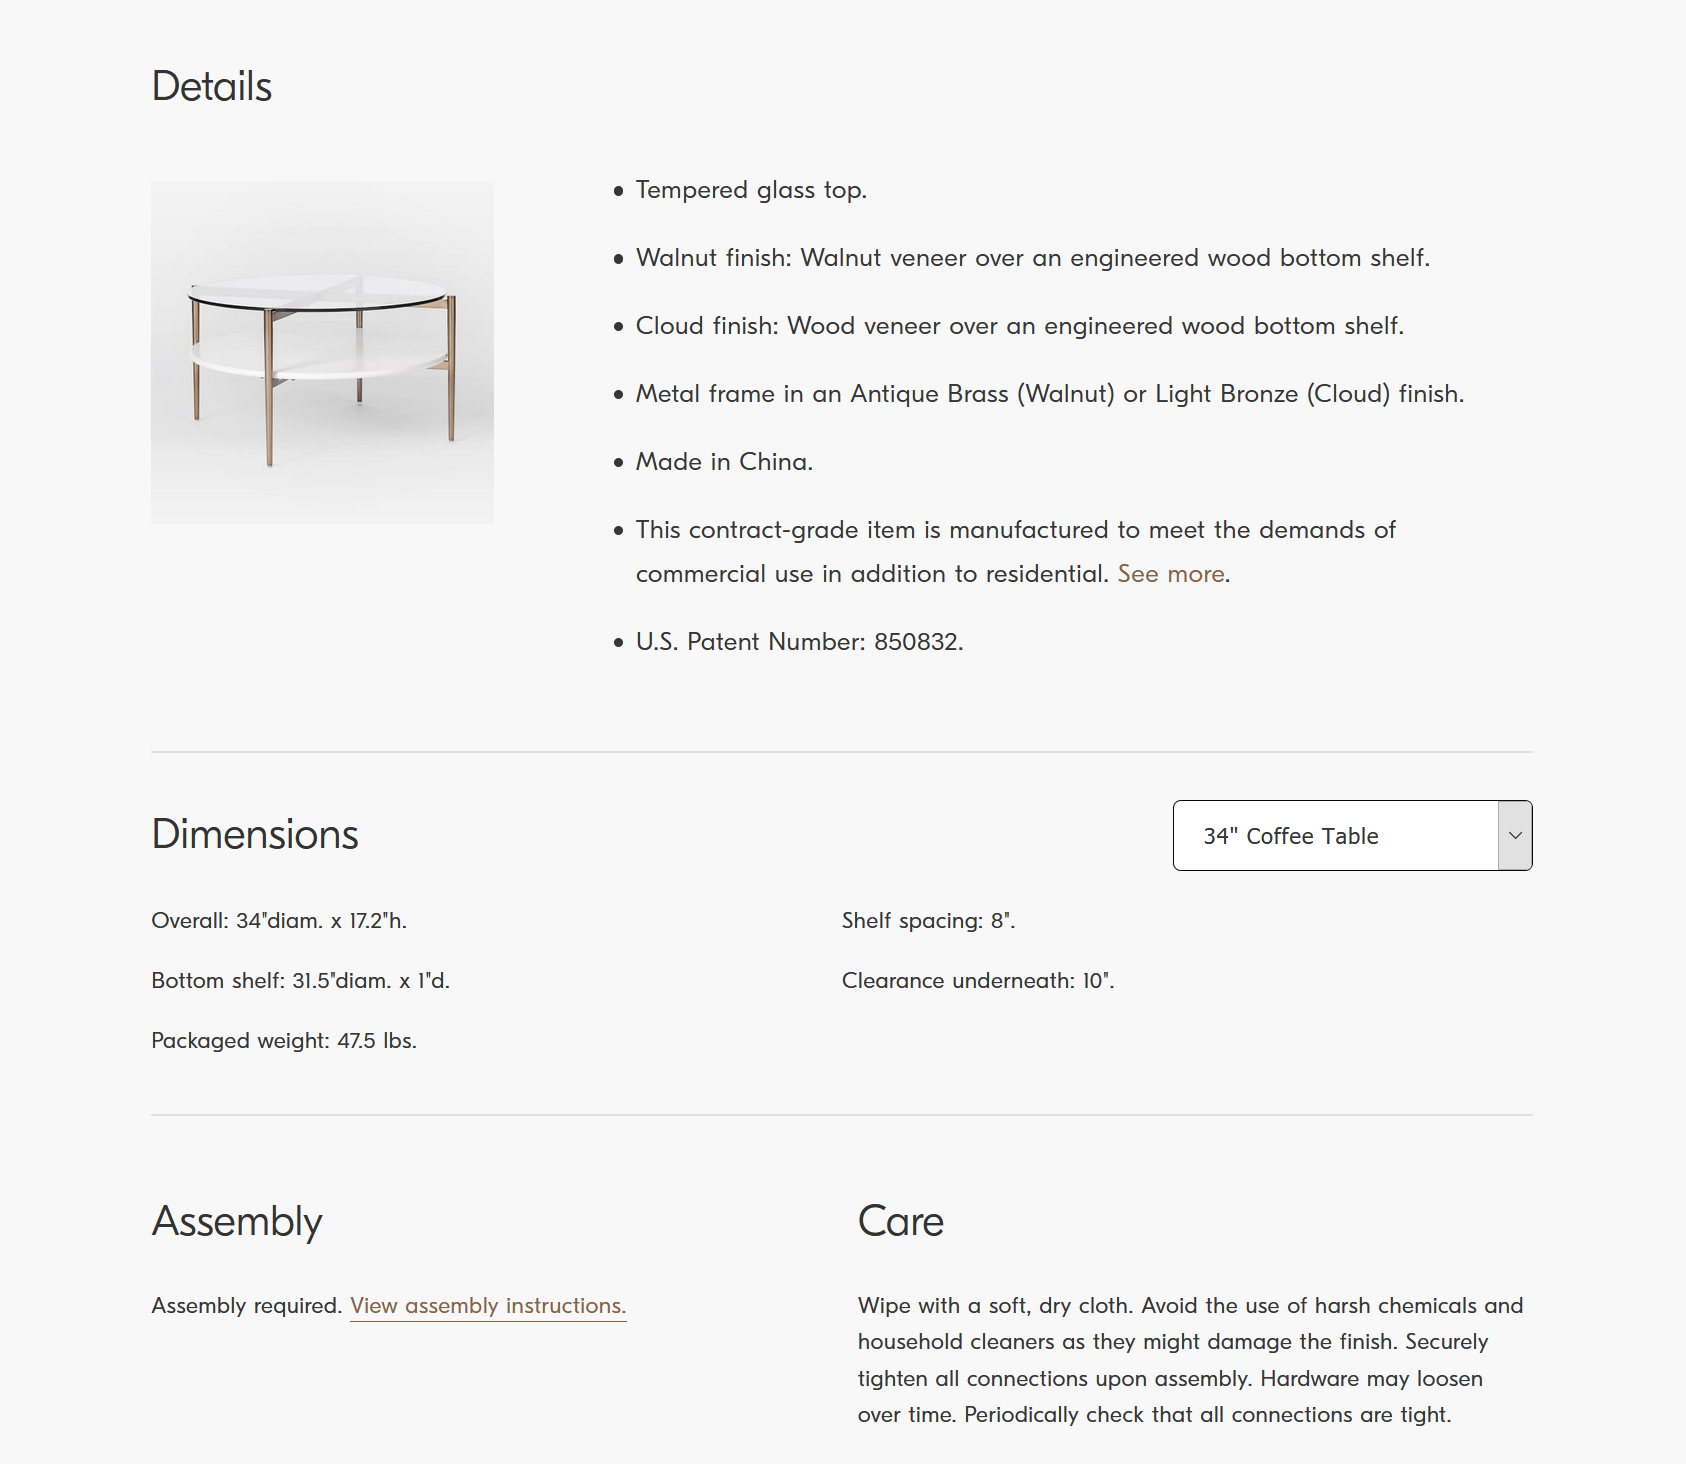 Details
Tempered glass top.
Walnut finish: Walnut veneer over an engineered wood bottom shelf.
Cloud finish: Wood veneer over an engineered wood bottom shelf.
Metal frame in an Antique Brass (Walnut) or Light Bronze (Cloud) finish.
Made in China.
This contract-grade item is manufactured to meet the demands of
commercial use in addition to residential. See more.
U.S. Patent Number: 850832.
Dimensions
34" Coffee Table
Overall: 34"diam. x 17.2"h.
Shelf spacing: 8".
Bottom shelf: 31.5"diam. x 1"d.
Clearance underneath: 10".
Packaged weight: 47.5 lbs.
Assembly
Assembly required. View assembly instructions.
Care
Wipe with a soft, dry cloth. Avoid the use of harsh chemicals and
household cleaners as they might damage the finish. Securely
tighten all connections upon assembly. Hardware may loosen
over time. Periodically check that all connections are tight.